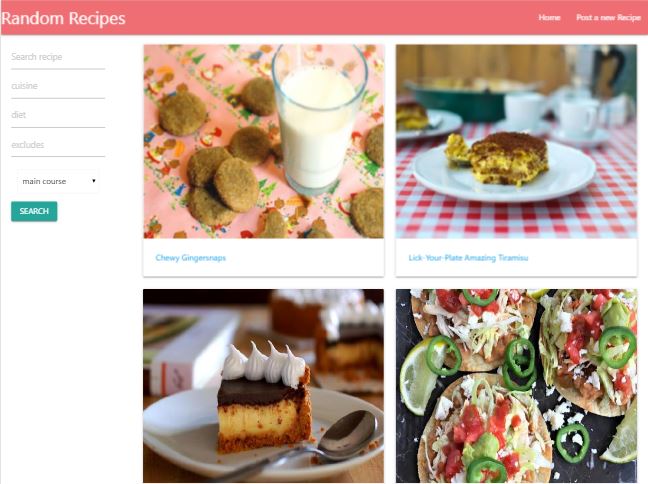 Random Recipes
Home
Post a new Recipe
Search recipe
cuisine
diet
excludes
main course
SEARCH
Chewy Gingersnaps
Lick-Your-Plate Amazing Tiramisu